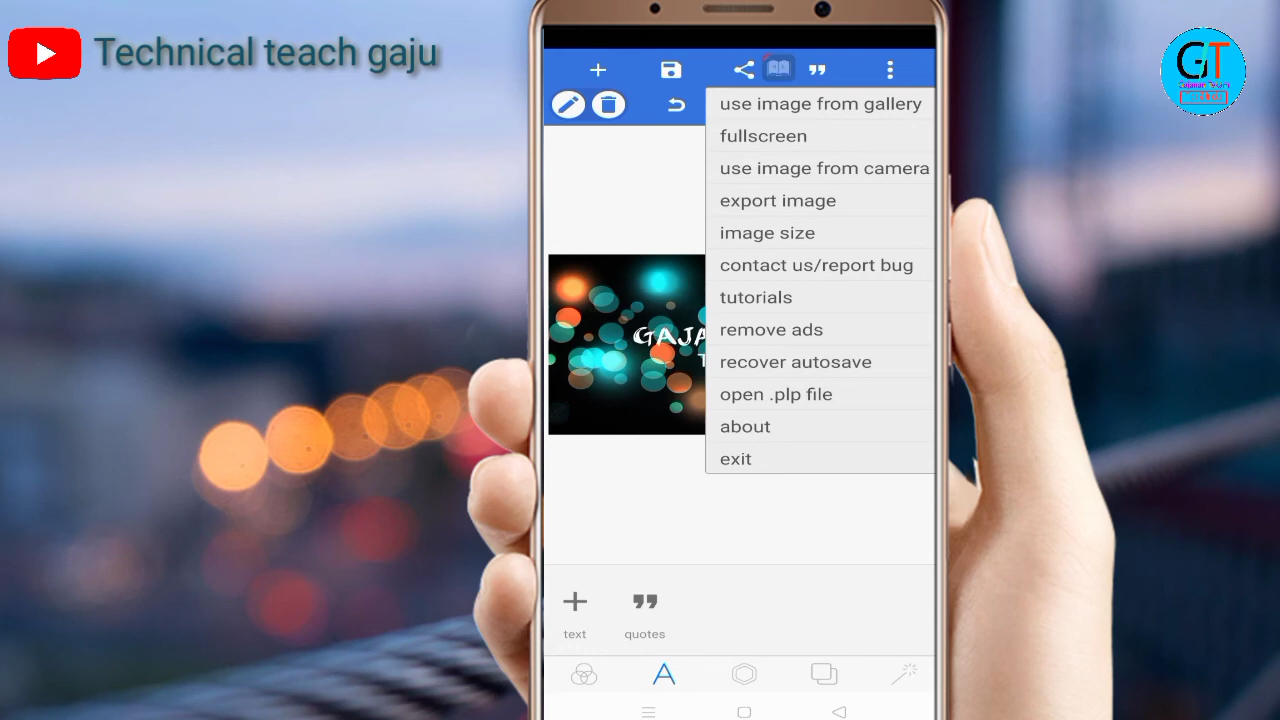 Technical teach gaju
GT
use image from gallery
fullscreen
use image from camera
export image
image size
contact us/report bug
tutorials
remove ads
recover autosave
open .plp file
about
exit
GAJA
T
text
quotes